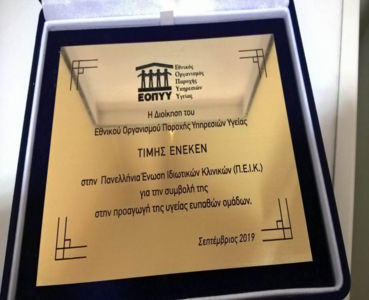 Εθνικός
Οργανισμός
Παροχής
Υπηρεσιών
Υγείας
ΕΟΠΥΥ
Η Διοίκηση του
Εθνικού Οργανισμού Παροχής Υπηρεσιών Υγείας
ΤΙΜΗΣ ΕΝΕΚΕΝ
στην Πανελλήνια Ένωση Ιδιωτικών Κλινικών (Π.Ε.Ι.Κ.)
για την συμβολή της
στην προαγωγή της υγείας ευπαθών ομάδων.
Σεπτέμβριος 2019